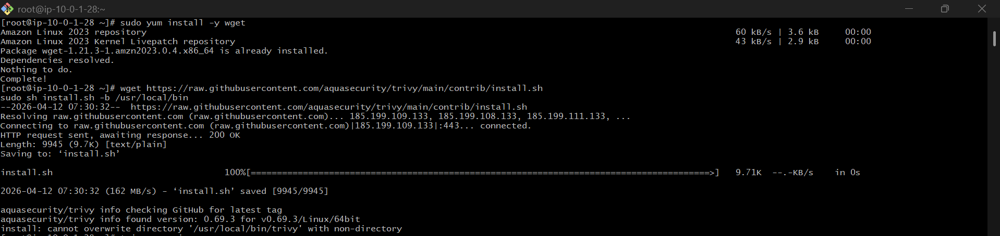 root@ip-10-0-1-28:~
[root@ip-10-0-1-28 ~]# sudo yum install -y wget
Amazon Linux 2023 repository 60 kB/s | 3.6 kB 00:00
Amazon Linux 2023 Kernel Livepatch repository 43 kB/s | 2.9 kB 00:00
Package wget-1.21.3-1.amzn2023.0.4.x86_64 is already installed.
Dependencies resolved.
Nothing to do.
Complete!
[root@ip-10-0-1-28 ~]# wget https://raw.githubusercontent.com/aquasecurity/trivy/main/contrib/install.sh
sudo sh install.sh -b /usr/local/bin
--2026-04-12 07:30:32--  https://raw.githubusercontent.com/aquasecurity/trivy/main/contrib/install.sh
Resolving raw.githubusercontent.com (raw.githubusercontent.com)... 185.199.109.133, 185.199.108.133, 185.199.111.133, ...
Connecting to raw.githubusercontent.com (raw.githubusercontent.com)|185.199.109.133|:443... connected.
HTTP request sent, awaiting response... 200 OK
Length: 9945 (9.7K) [text/plain]
Saving to: ‘install.sh’
install.sh 100%[========================================================================================>] 9.71K --.-KB/s in 0s
2026-04-12 07:30:32 (162 MB/s) - ‘install.sh’ saved [9945/9945]
aquasecurity/trivy info checking GitHub for latest tag
aquasecurity/trivy info found version: 0.69.3 for v0.69.3/Linux/64bit
install: cannot overwrite directory '/usr/local/bin/trivy' with non-directory